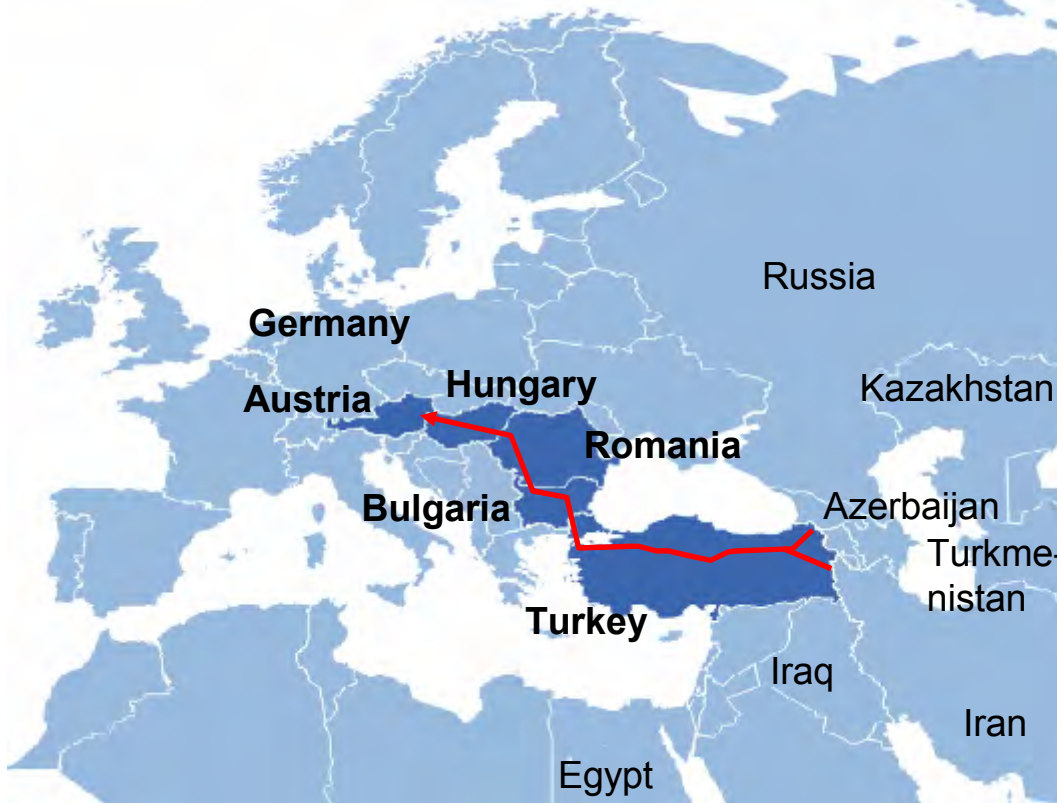 Russia
Germany
Kazakhstan
Hungary
Austria
Romania
Bulgaria
Azerbaijan
Turkme-
nistan
Turkey
Iraq
Iran
Egypt